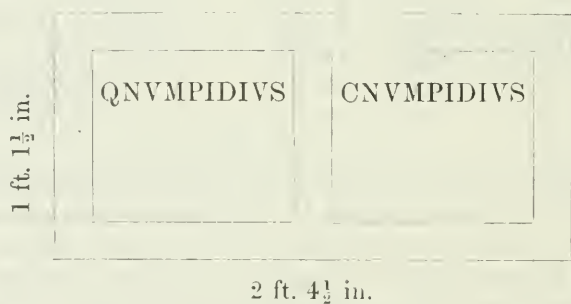 QNVMPIDIVS
CNVMPIDIVS
1 ft. 1½ in.
2 ft. 4½ in.